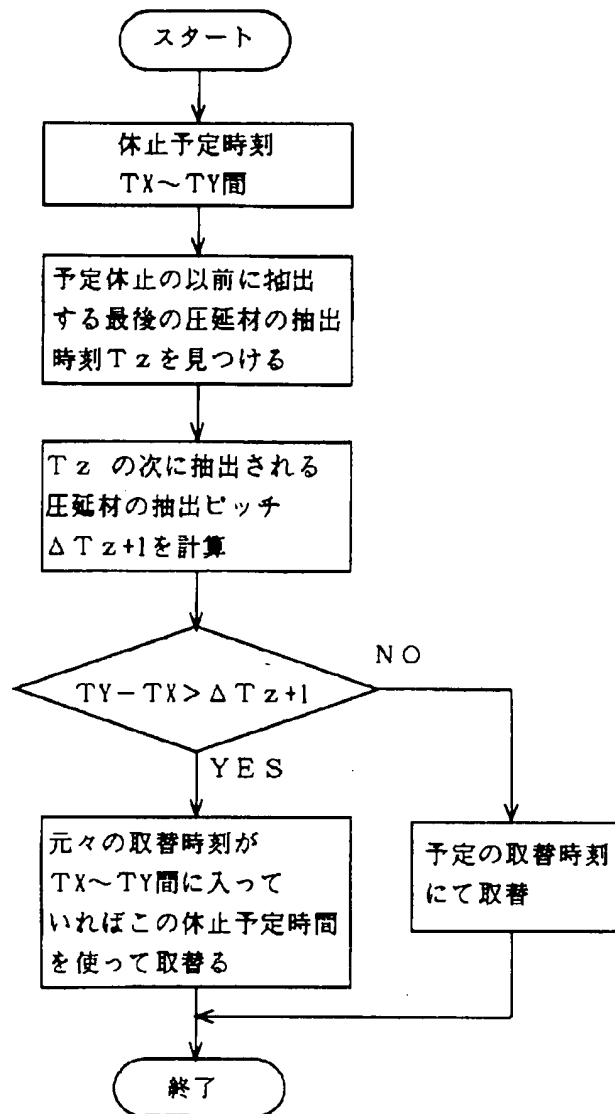 スタート
休止予定時刻
TX～TY間
予定休止の以前に抽出
する最後の圧延材の抽出
時刻Tzを見つける
Tz の次に抽出される
圧延材の抽出ピッチ
ΔTz+1を計算
TY－TX＞ΔTz+1
NO
YES
元々の取替時刻が
TX～TY間に入って
いればこの休止予定時間
を使って取替る
予定の取替時刻
にて取替
終了